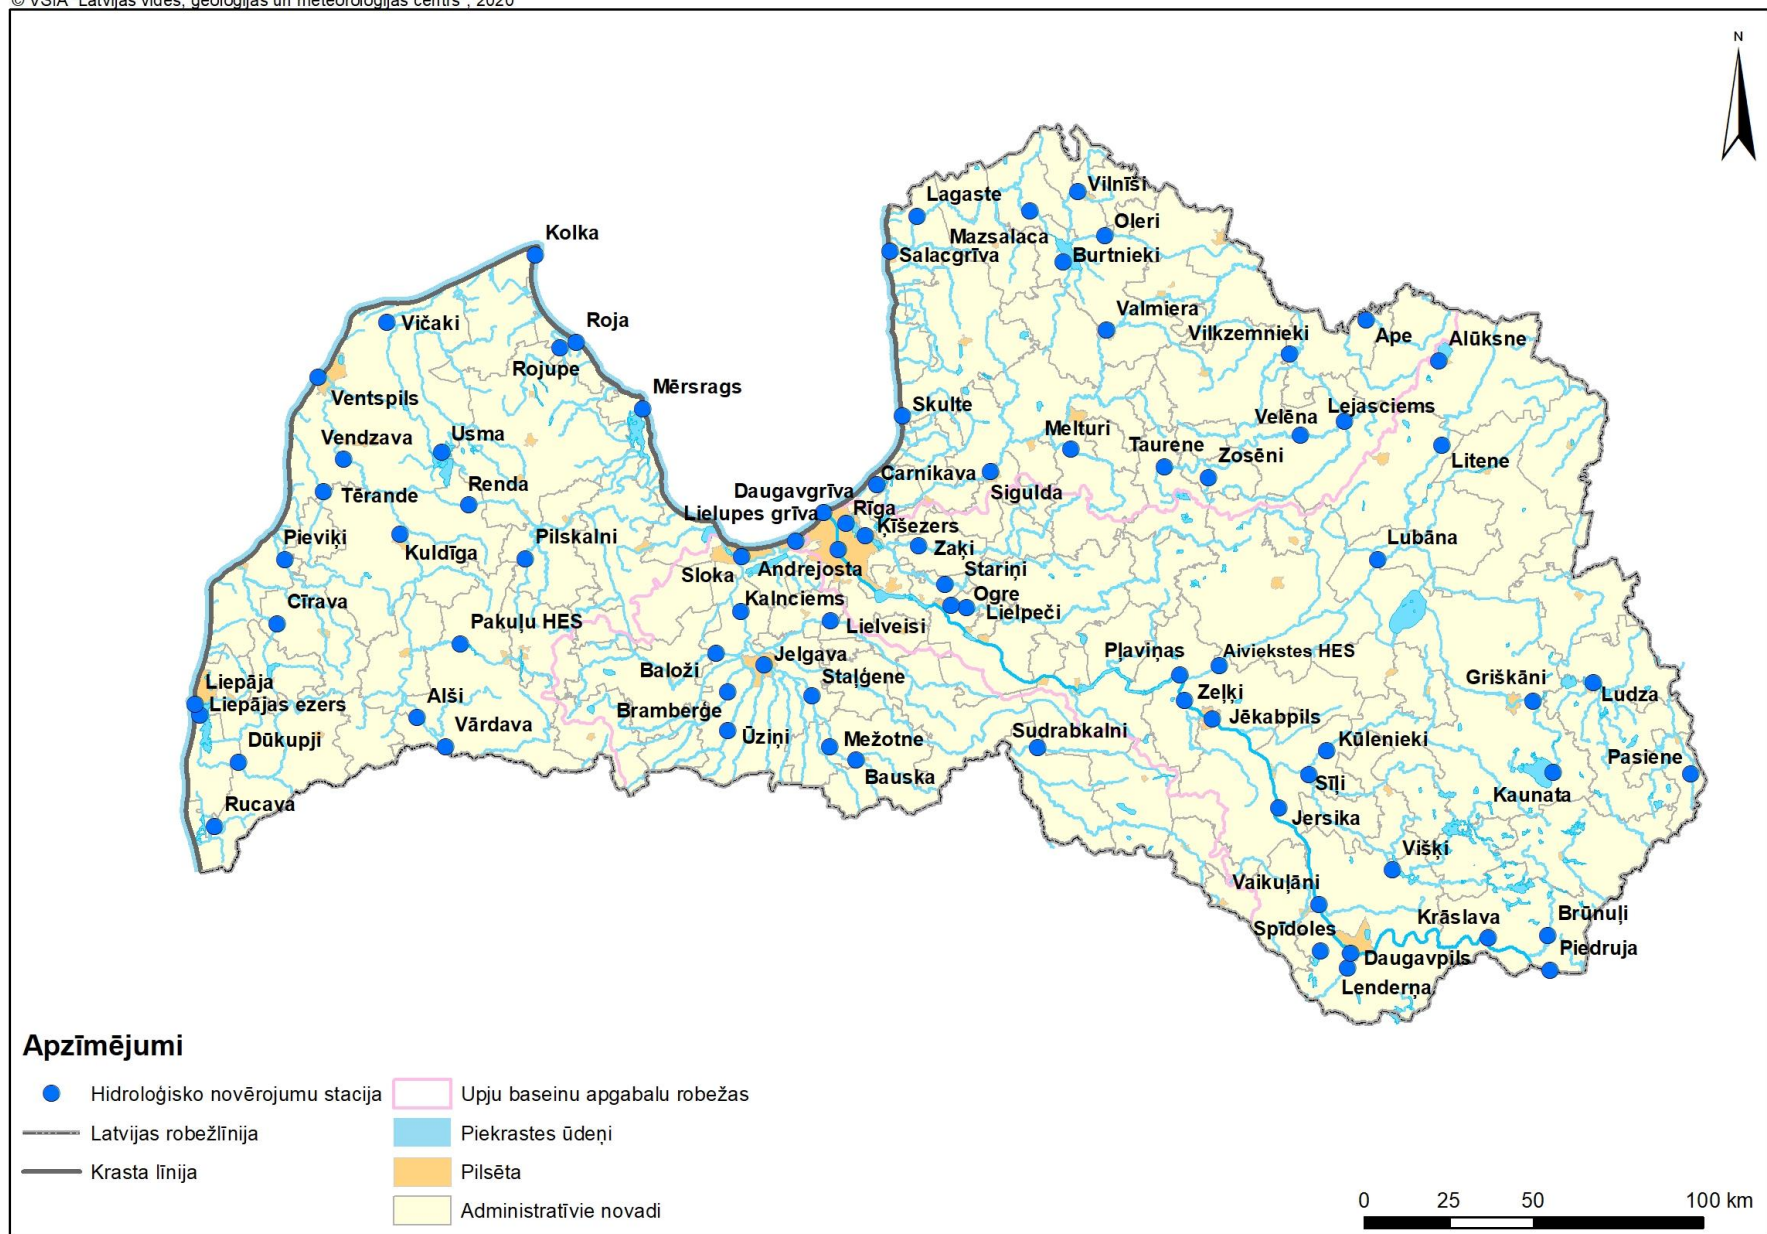 © VSIA "Latvijas vides, ģeoloģijas un meteoroloģijas centrs", 2020
N
Vilnīši
Lagaste
Oleri
Mazsalaca
Kolka
Salacgrīva
Burtnieki
Roja
Vičaki
Valmiera
Vilkzemnieki
Ape
Alūksne
Rojupe
Mērsrags
Ventspils
Skulte
Velēna
Lejasciems
Vendzava
Usma
Melturi
Taurene
Zosēni
Litene
Tērande
Renda
Daugavgrīva
Carnikava
Sigulda
Lielupes grīva
Rīga
Ķīšezers
Pieviķi
Kuldīga
Pilskalni
Zaķi
Lubāna
Sloka
Andrejosta
Stariņi
Cīrava
Kalnciems
Ogre
Lielpeči
Pakuļu HES
Lielveisi
Pļaviņas
Aiviekstes HES
Jelgava
Baloži
Griškāni
Liepāja
Alši
Staļģene
Zeļķi
Ludza
Liepājas ezers
Bramberģe
Jēkabpils
Vārdava
Ūziņi
Sudrabkalni
Dūkupji
Mežotne
Kūlenieki
Pasiene
Bauska
Sīļi
Kaunata
Rucava
Jersika
Višķi
Vaikuļāni
Krāslava
Brūnuļi
Spīdoles
Piedruja
Daugavpils
Lenderņa
Apzīmējumi
Hidroloģisko novērojumu stacija
Upju baseinu apgabalu robežas
Latvijas robežlīnija
Piekrastes ūdeņi
Krasta līnija
Pilsēta
Administratīvie novadi
0 25 50 100 km